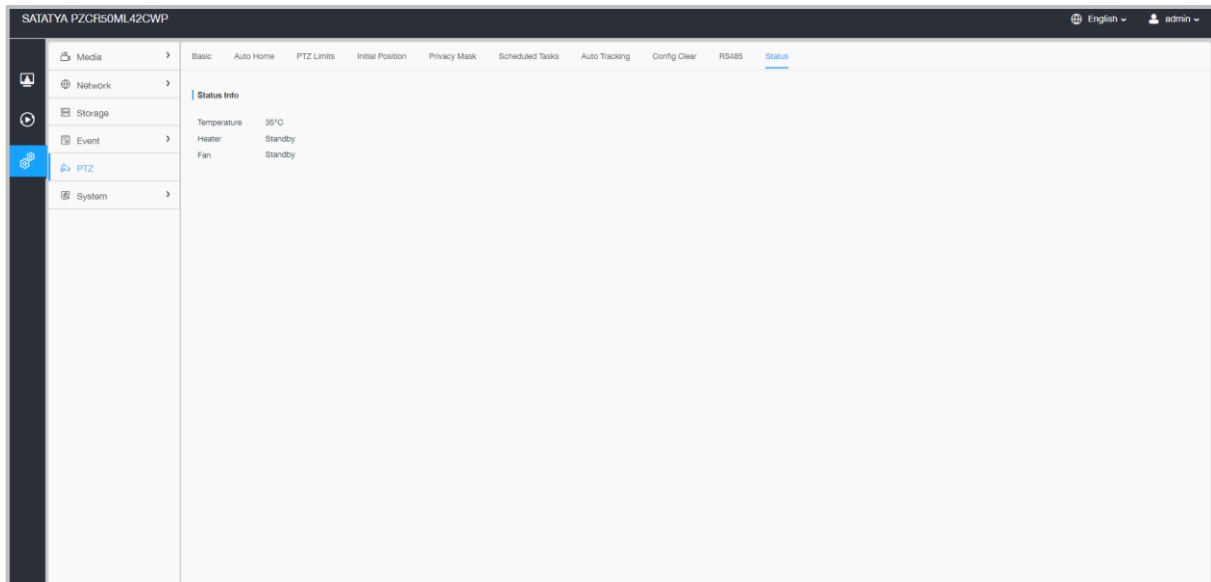 SATATYA PZCR50ML42CWP
English
admin
Media
Network
Storage
Event
PTZ
System
Basic Auto Home PTZ Limits Initial Position Privacy Mask Scheduled Tasks Auto Tracking Config Clear RS485 Status
Status Info
Temperature 35°C
Heater Standby
Fan Standby